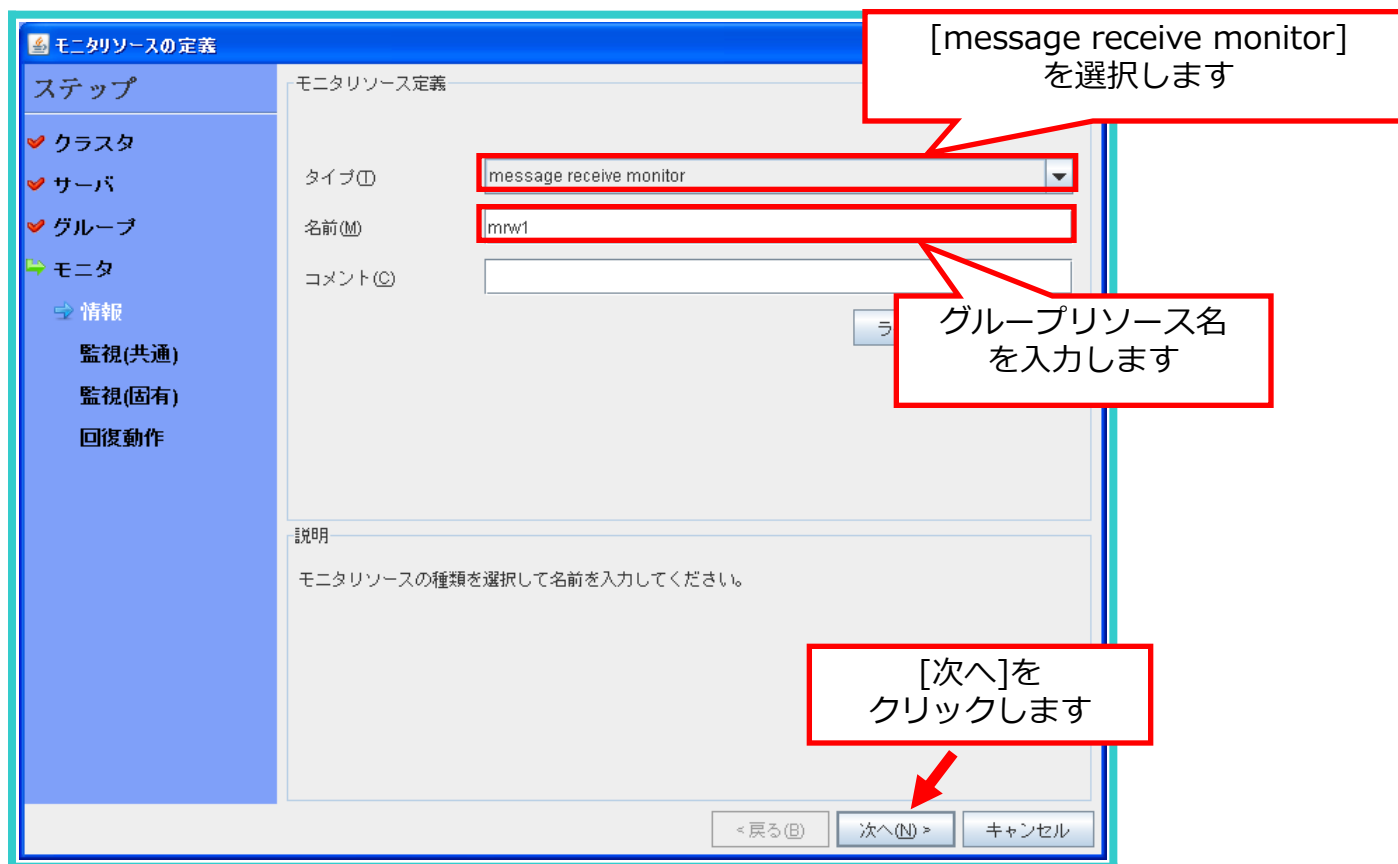 モニタリソースの定義
[message receive monitor]
を選択します
ステップ
クラスタ
サーバ
グループ
モニタ
情報
監視(共通)
監視(固有)
回復動作
モニタリソース定義
タイプ(T)
message receive monitor
名前(M)
mrw1
コメント(C)
ラ
グループリソース名
を入力します
説明
モニタリソースの種類を選択して名前を入力してください。
[次へ]を
クリックします
<戻る(B)
次へ(N) >
キャンセル